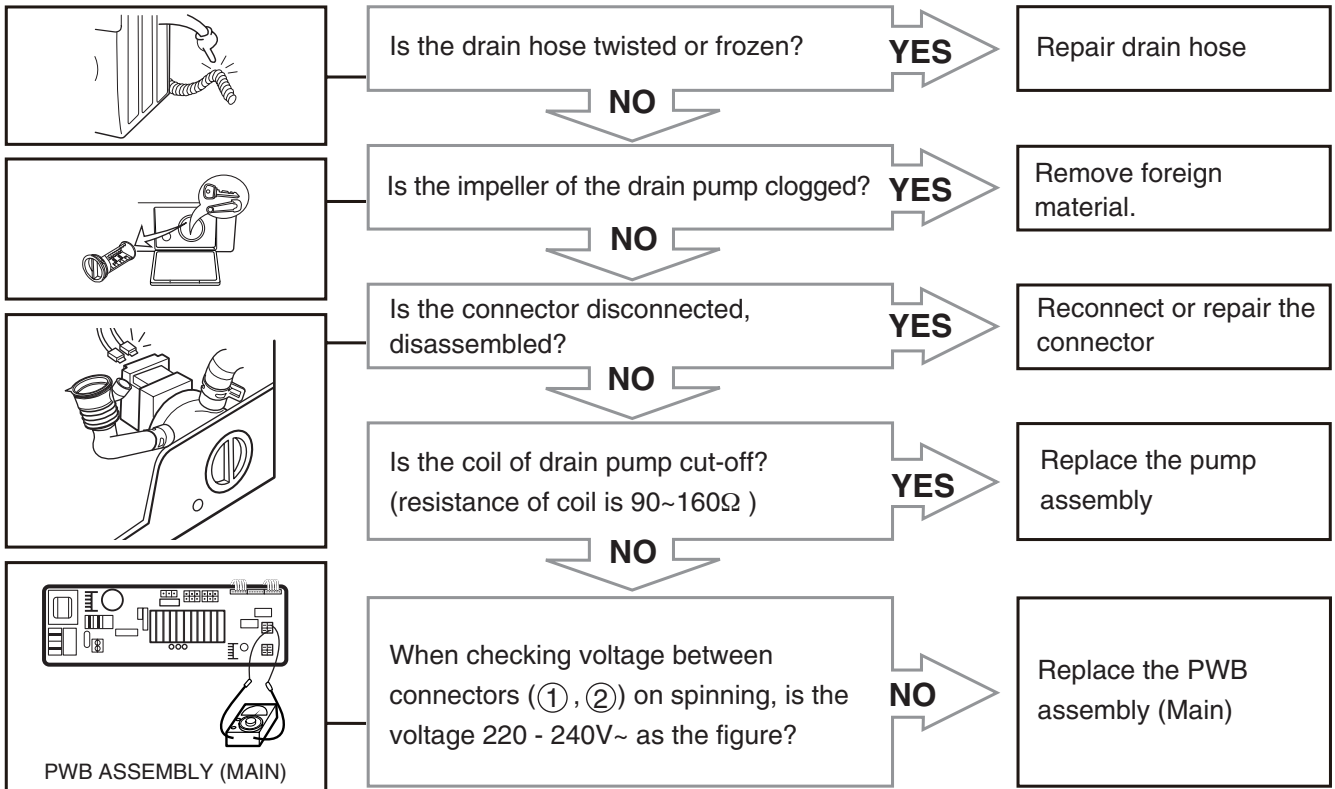 Is the drain hose twisted or frozen?
YES
Repair drain hose
NO
Is the impeller of the drain pump clogged?
YES
Remove foreign
material.
NO
Is the connector disconnected,
disassembled?
YES
Reconnect or repair the
connector
NO
Is the coil of drain pump cut-off?
(resistance of coil is 90~160Ω )
YES
Replace the pump
assembly
NO
When checking voltage between
connectors (①, ②) on spinning, is the
voltage 220 - 240V~ as the figure?
NO
Replace the PWB
assembly (Main)
PWB ASSEMBLY (MAIN)